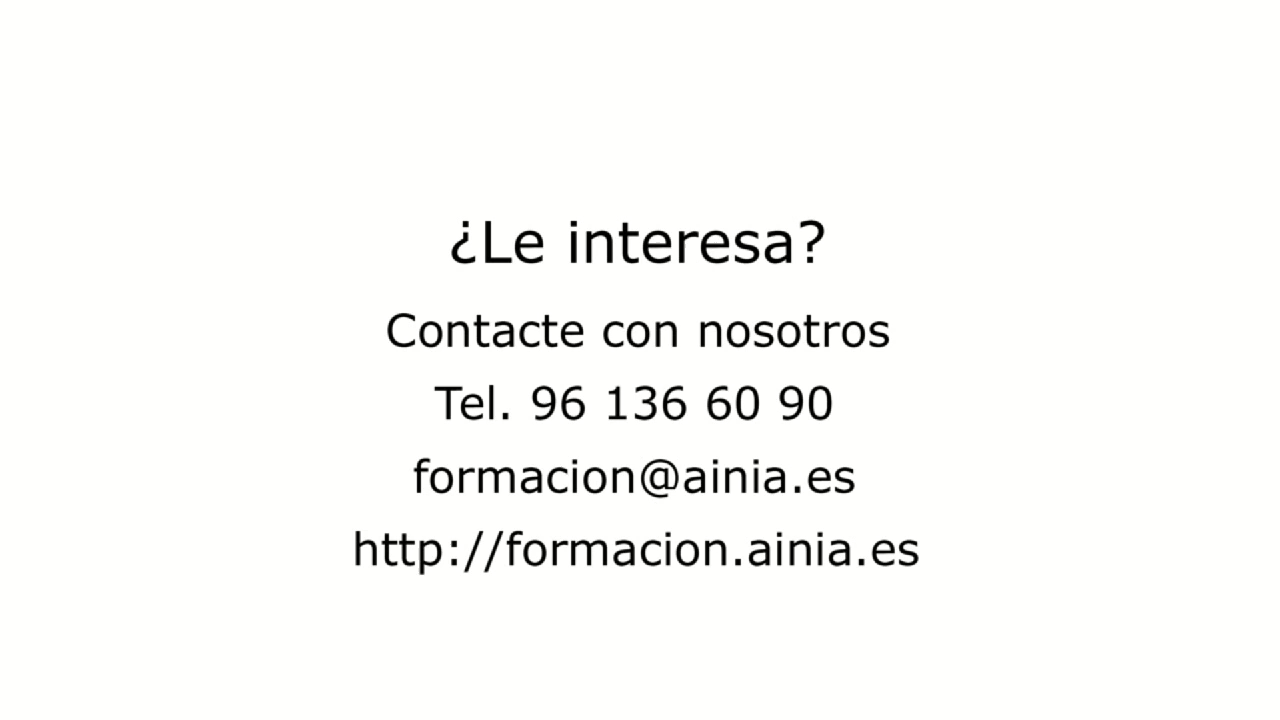 ¿Le interesa?
Contacte con nosotros
Tel. 96 136 60 90
formacion@ainia.es
http://formacion.ainia.es